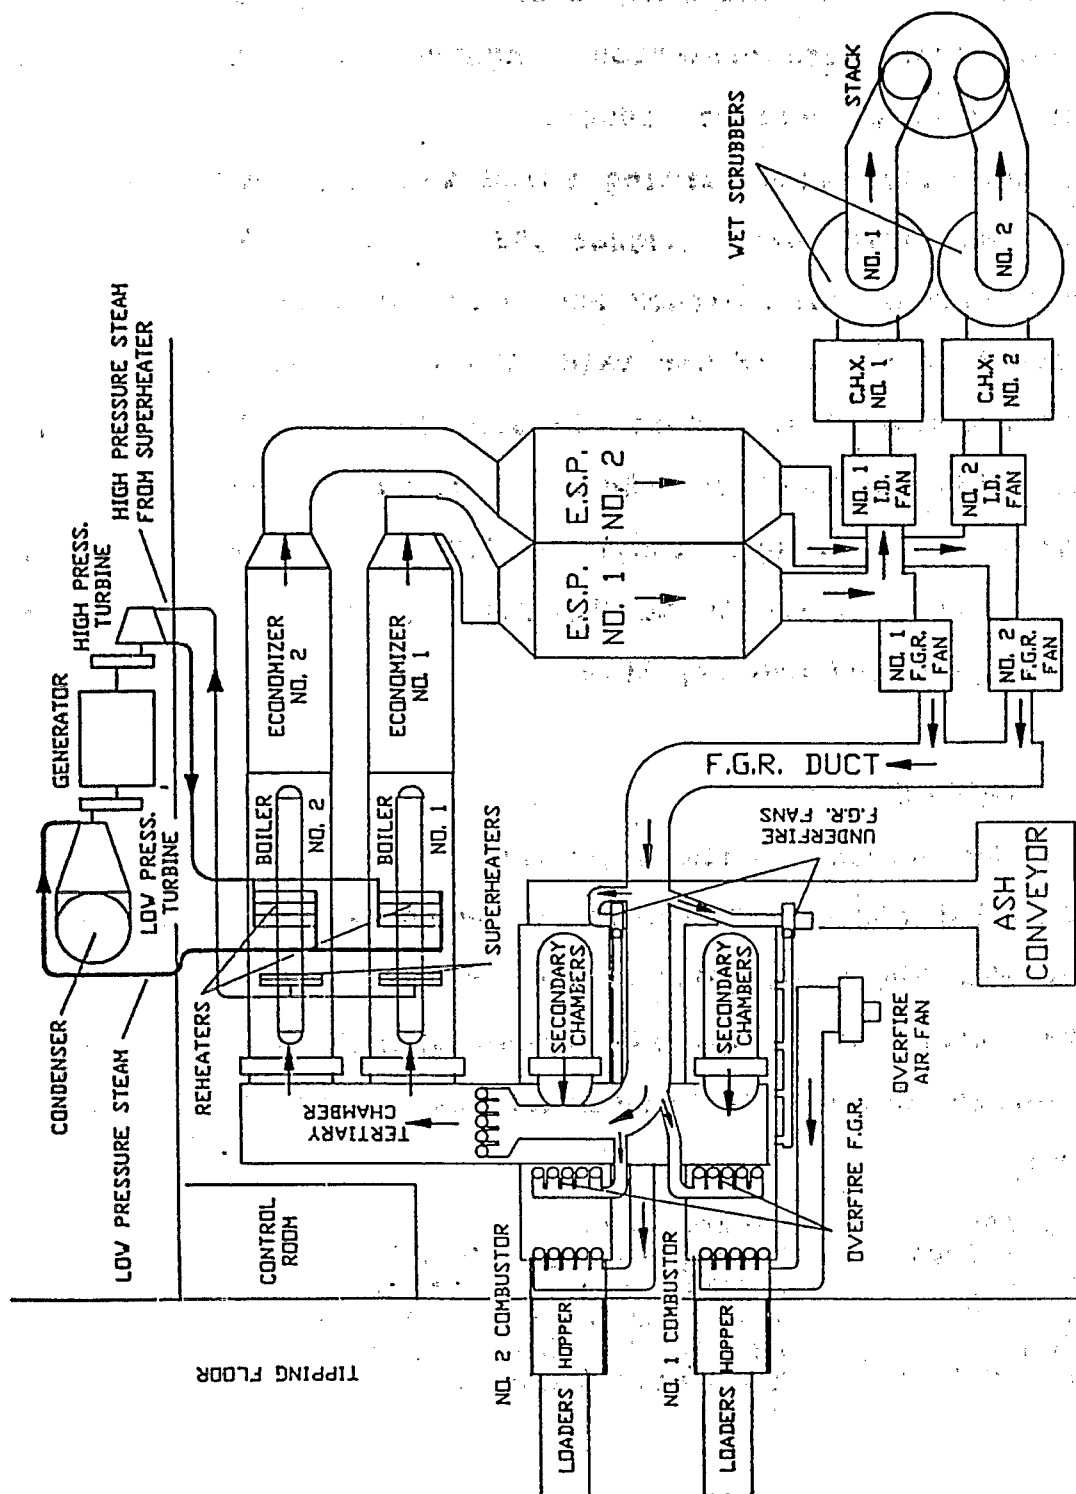 STACK
WET SCRUBBERS
NO. 1
NO. 2
C.H.X.
NO. 1
C.H.X.
NO. 2
NO. 1
I.D.
FAN
NO. 2
I.D.
FAN
NO. 1
F.G.R.
FAN
NO. 2
F.G.R.
FAN
HIGH PRESSURE STEAM
FROM SUPERHEATER
HIGH PRESS.
TURBINE
GENERATOR
LOW PRESS.
TURBINE
CONDENSER
LOW PRESSURE STEAM
ECONOMIZER
NO. 2
ECONOMIZER
NO. 1
E.S.P.
NO. 2
E.S.P.
NO. 1
BOILER
NO. 2
BOILER
NO. 1
SUPERHEATERS
REHEATERS
F.G.R. DUCT
UNDERFIRE
F.G.R. FANS
ASH
CONVEYOR
SECONDARY
CHAMBERS
SECONDARY
CHAMBERS
OVERFIRE
AIR FAN
TERTIARY
CHAMBER
OVERFIRE F.G.R.
CONTROL
ROOM
NO. 2 COMBUSTOR
NO. 1 COMBUSTOR
TIPPING FLOOR
LOADERS
HOPPER
LOADERS
HOPPER